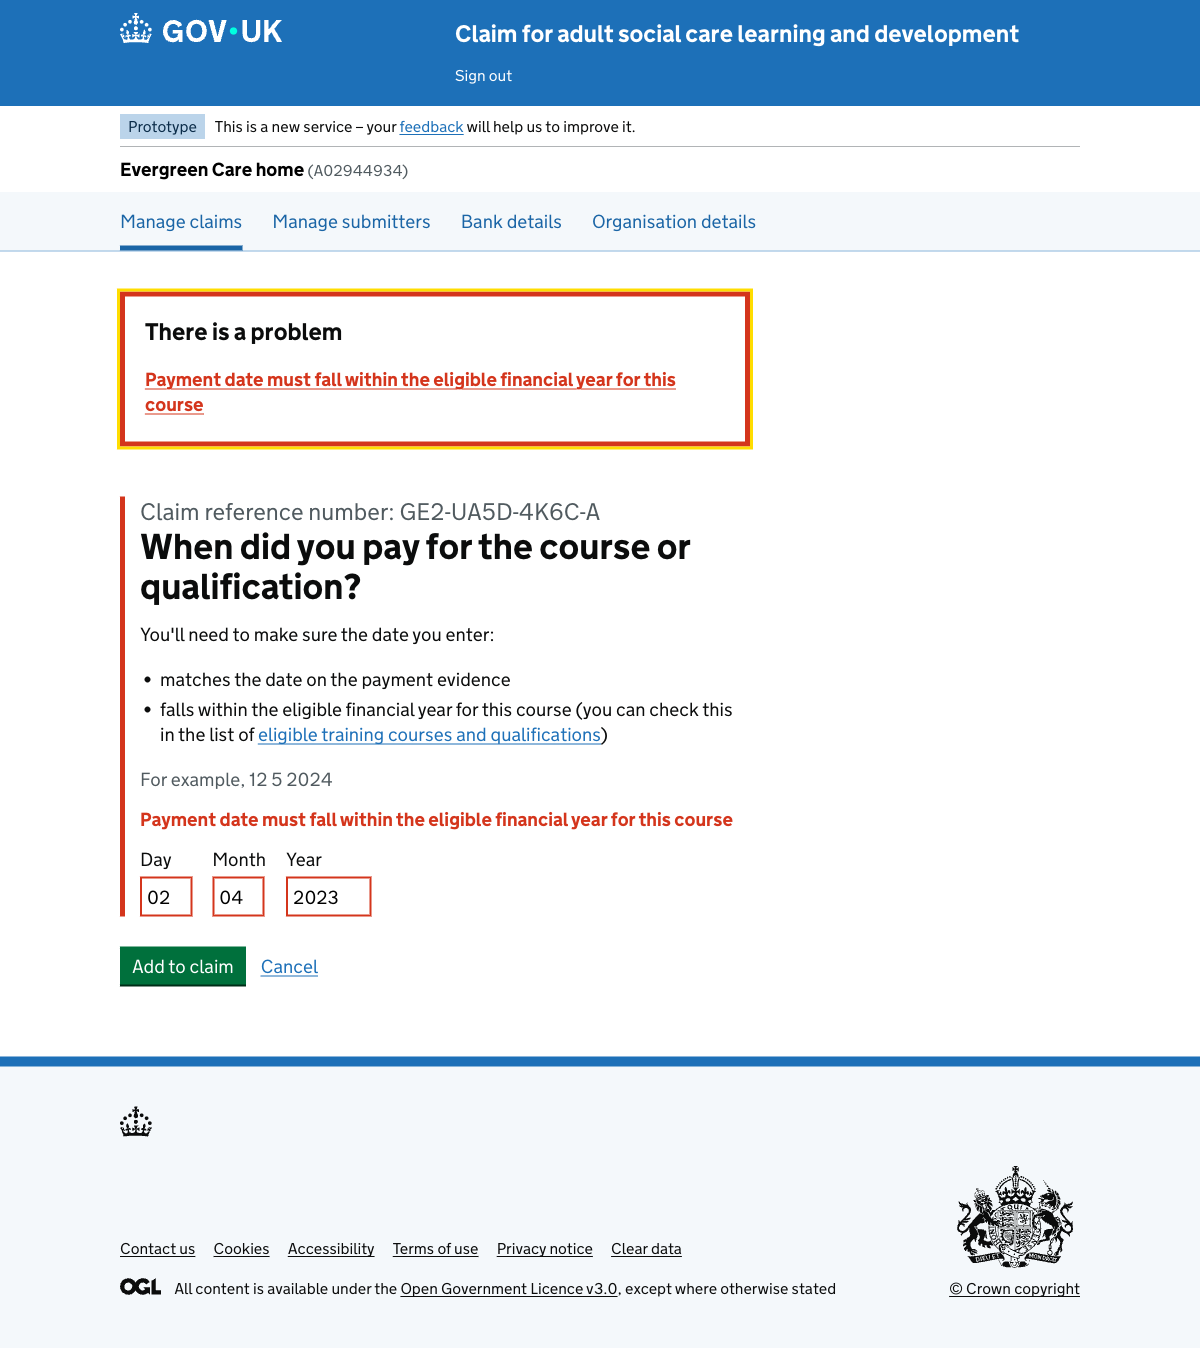 GOV·UK
Claim for adult social care learning and development
Sign out
Prototype This is a new service – your feedback will help us to improve it.
Evergreen Care home (A02944934)
Manage claims Manage submitters Bank details Organisation details
There is a problem
Payment date must fall within the eligible financial year for this
course
Claim reference number: GE2-UA5D-4K6C-A
When did you pay for the course or
qualification?
You'll need to make sure the date you enter:
• matches the date on the payment evidence
• falls within the eligible financial year for this course (you can check this
in the list of eligible training courses and qualifications)
For example, 12 5 2024
Payment date must fall within the eligible financial year for this course
Day Month Year
02 04 2023
Add to claim Cancel
Contact us Cookies Accessibility Terms of use Privacy notice Clear data
OGL All content is available under the Open Government Licence v3.0, except where otherwise stated
© Crown copyright